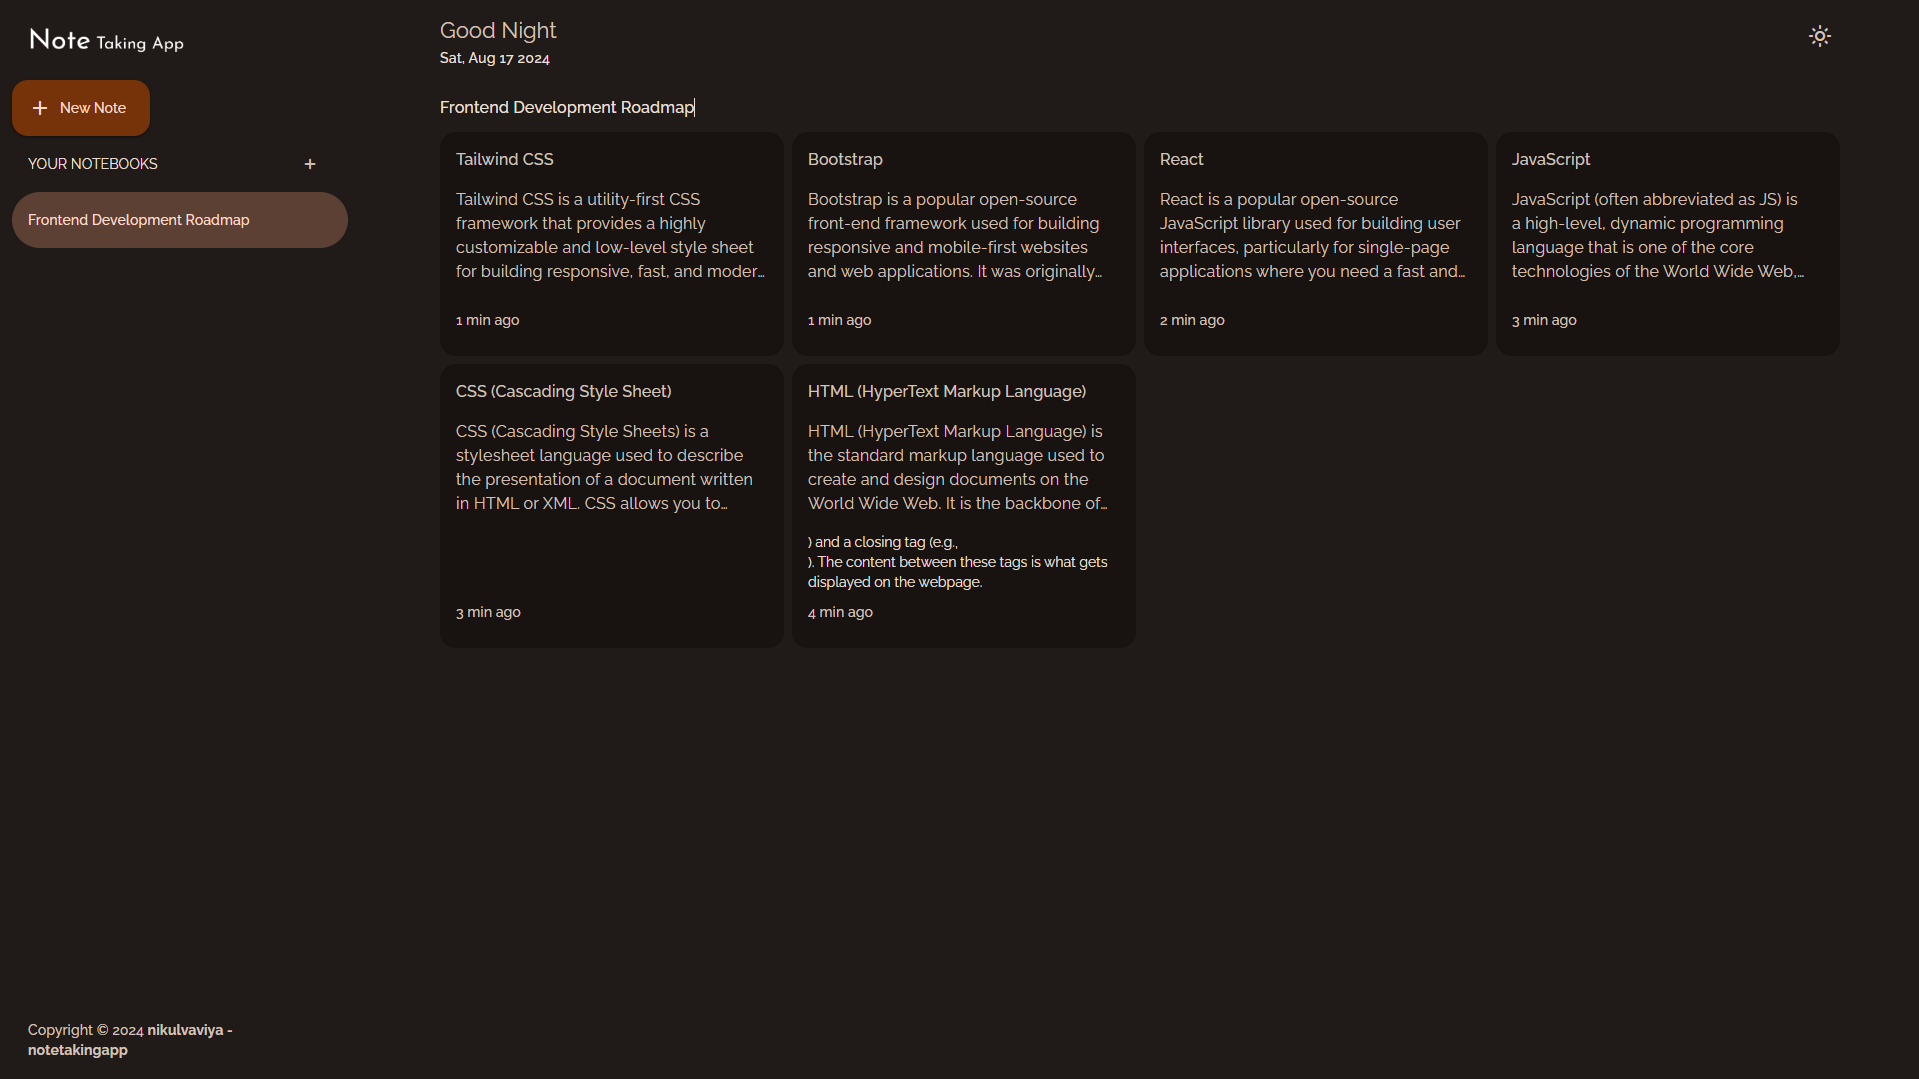 Note Taking App
New Note
YOUR NOTEBOOKS
Frontend Development Roadmap
Copyright © 2024 nikulvaviya -
notetakingapp
Good Night
Sat, Aug 17 2024
Frontend Development Roadmap
Tailwind CSS
Tailwind CSS is a utility-first CSS
framework that provides a highly
customizable and low-level style sheet
for building responsive, fast, and moder...
1 min ago
Bootstrap
Bootstrap is a popular open-source
front-end framework used for building
responsive and mobile-first websites
and web applications. It was originally...
1 min ago
React
React is a popular open-source
JavaScript library used for building user
interfaces, particularly for single-page
applications where you need a fast and...
2 min ago
JavaScript
JavaScript (often abbreviated as JS) is
a high-level, dynamic programming
language that is one of the core
technologies of the World Wide Web,...
3 min ago
CSS (Cascading Style Sheet)
CSS (Cascading Style Sheets) is a
stylesheet language used to describe
the presentation of a document written
in HTML or XML. CSS allows you to...
3 min ago
HTML (HyperText Markup Language)
HTML (HyperText Markup Language) is
the standard markup language used to
create and design documents on the
World Wide Web. It is the backbone of...
) and a closing tag (e.g.,
). The content between these tags is what gets
displayed on the webpage.
4 min ago